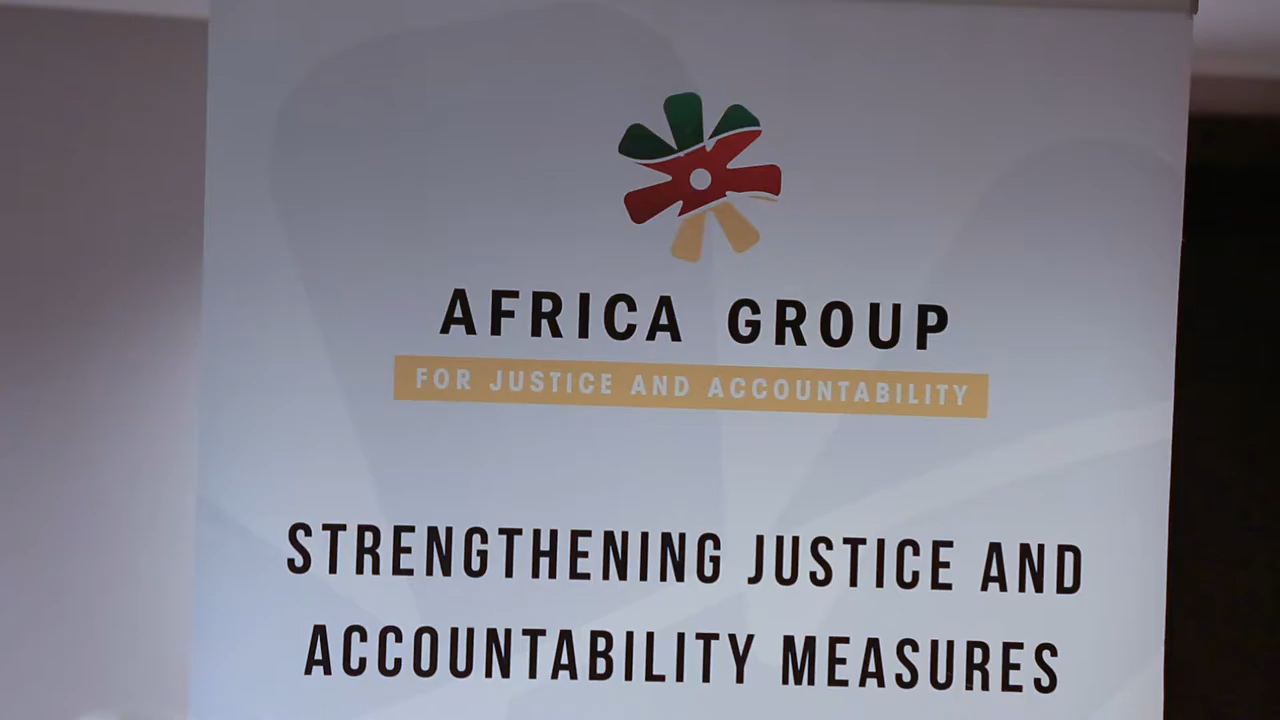 AFRICA GROUP
FOR JUSTICE AND ACCOUNTABILITY
STRENGTHENING JUSTICE AND
ACCOUNTABILITY MEASURES